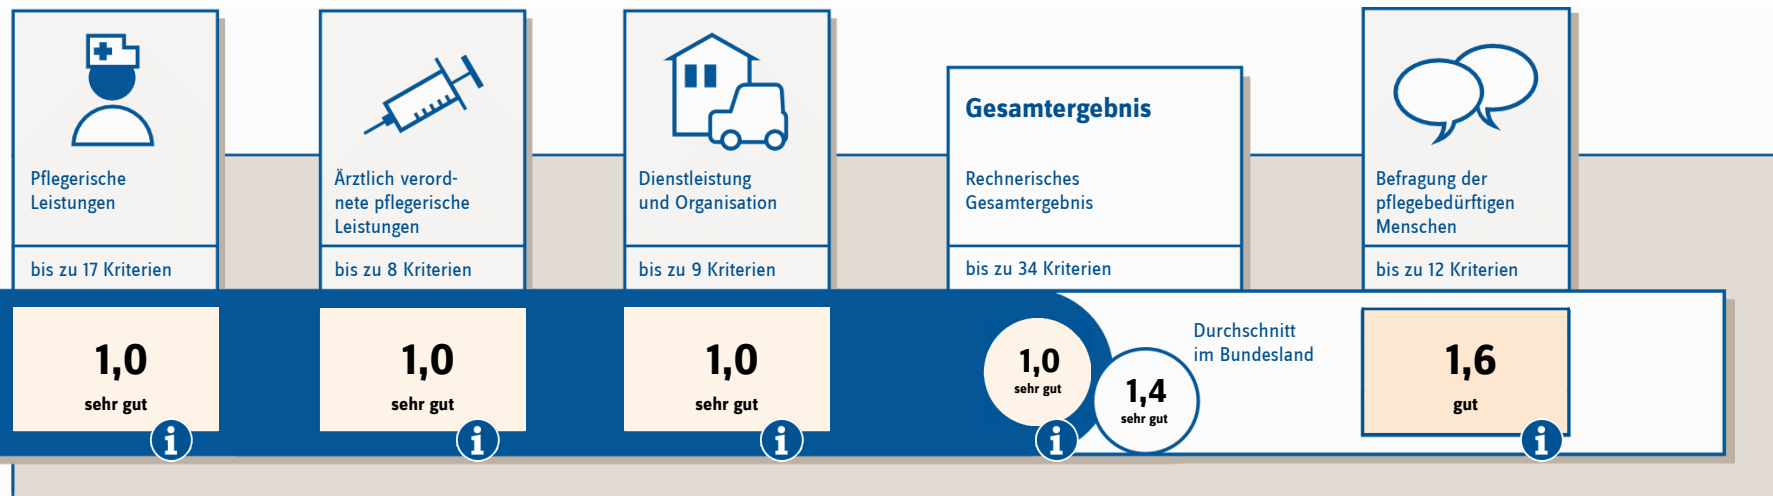 Pflegerische
Leistungen
bis zu 17 Kriterien
1,0
sehr gut
i
Ärztlich verord-
nete pflegerische
Leistungen
bis zu 8 Kriterien
1,0
sehr gut
i
Dienstleistung
und Organisation
bis zu 9 Kriterien
1,0
sehr gut
i
Gesamtergebnis
Rechnerisches
Gesamtergebnis
bis zu 34 Kriterien
1,0
sehr gut
i
Durchschnitt
im Bundesland
1,4
sehr gut
Befragung der
pflegebedürftigen
Menschen
bis zu 12 Kriterien
1,6
gut
i